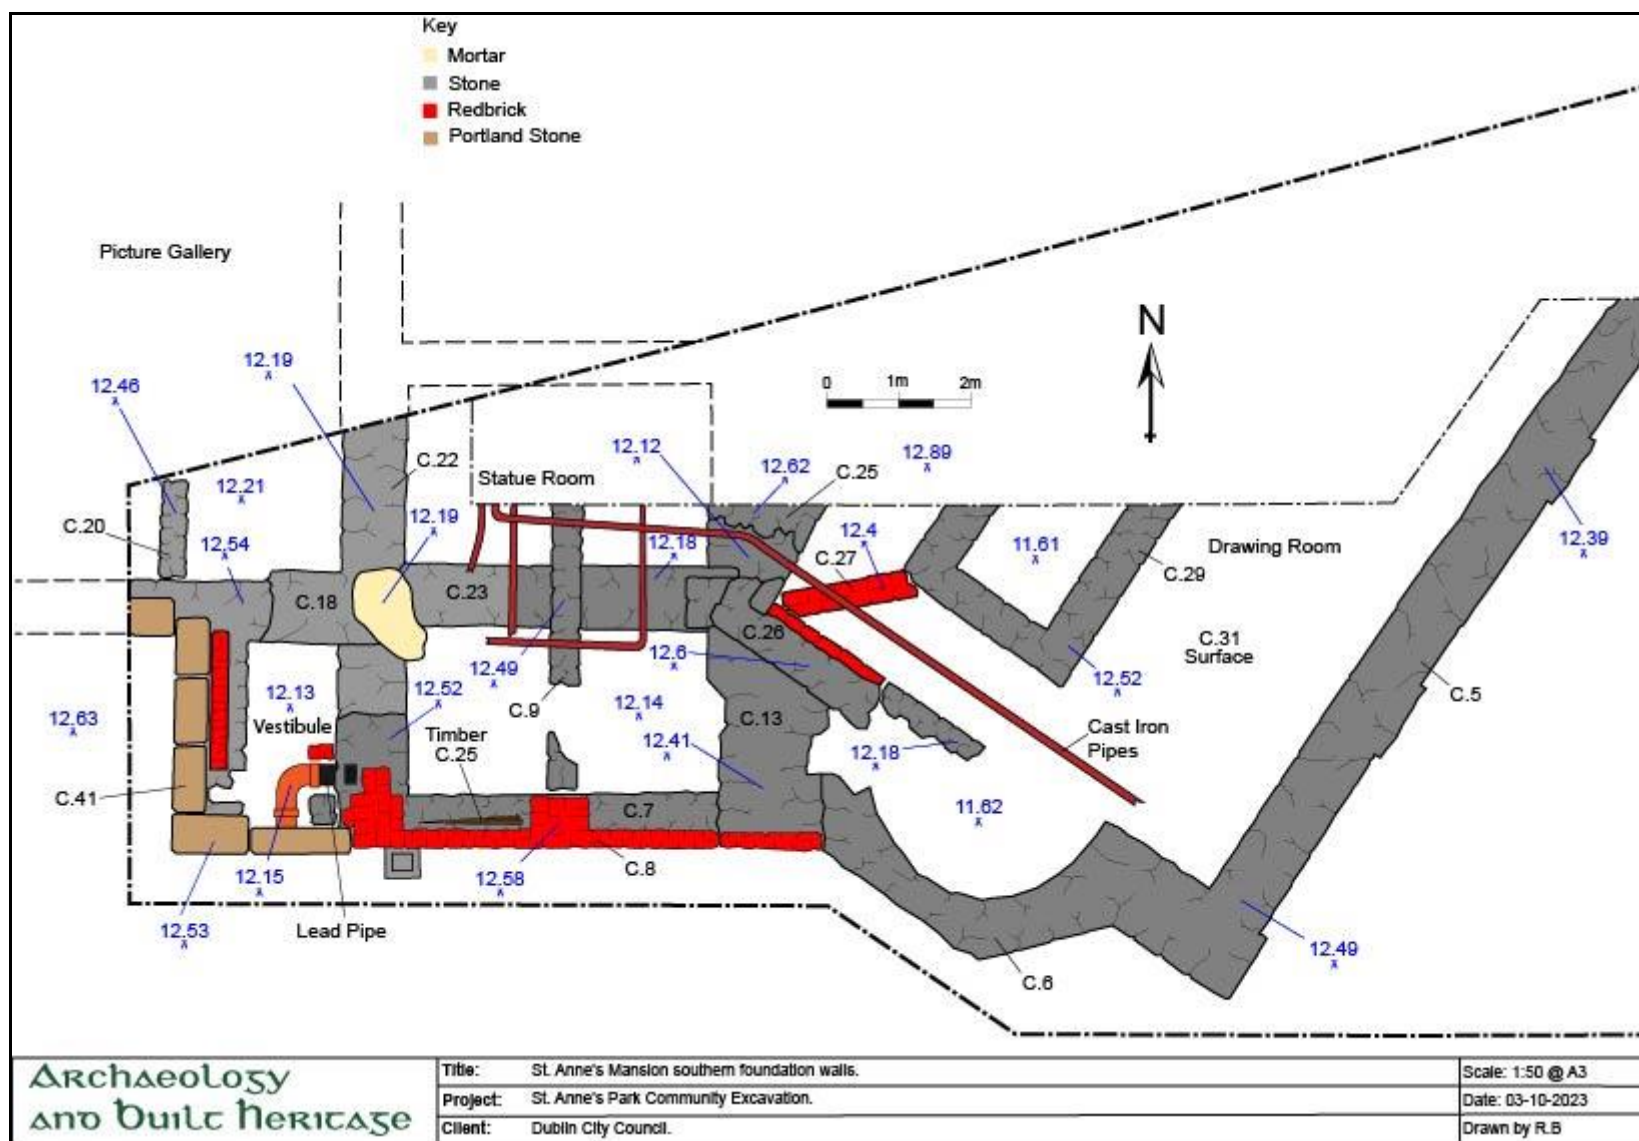 Key
Mortar
Stone
Redbrick
Portland Stone
Picture Gallery
N
0 1m 2m
12.19
12.46
C.22
12.12
12.62
12.89
C.25
12.21
Statue Room
12.19
C.20
12.54
12.18
12.4
C.27
11.61
Drawing Room
12.39
C.29
C.18
C.23
C.26
C.31
Surface
12.6
12.49
12.52
12.52
12.13
12.14
C.5
12.63
Vestibule
C.9
C.13
Cast Iron
Pipes
Timber
C.25
12.41
12.18
C.41
C.7
11.62
C.8
12.15
12.58
12.53
Lead Pipe
12.49
C.6
Archaeology
and Built Heritage
Title: St. Anne's Mansion southern foundation walls.
Project: St. Anne's Park Community Excavation.
Client: Dublin City Council.
Scale: 1:50 @ A3
Date: 03-10-2023
Drawn by R.B